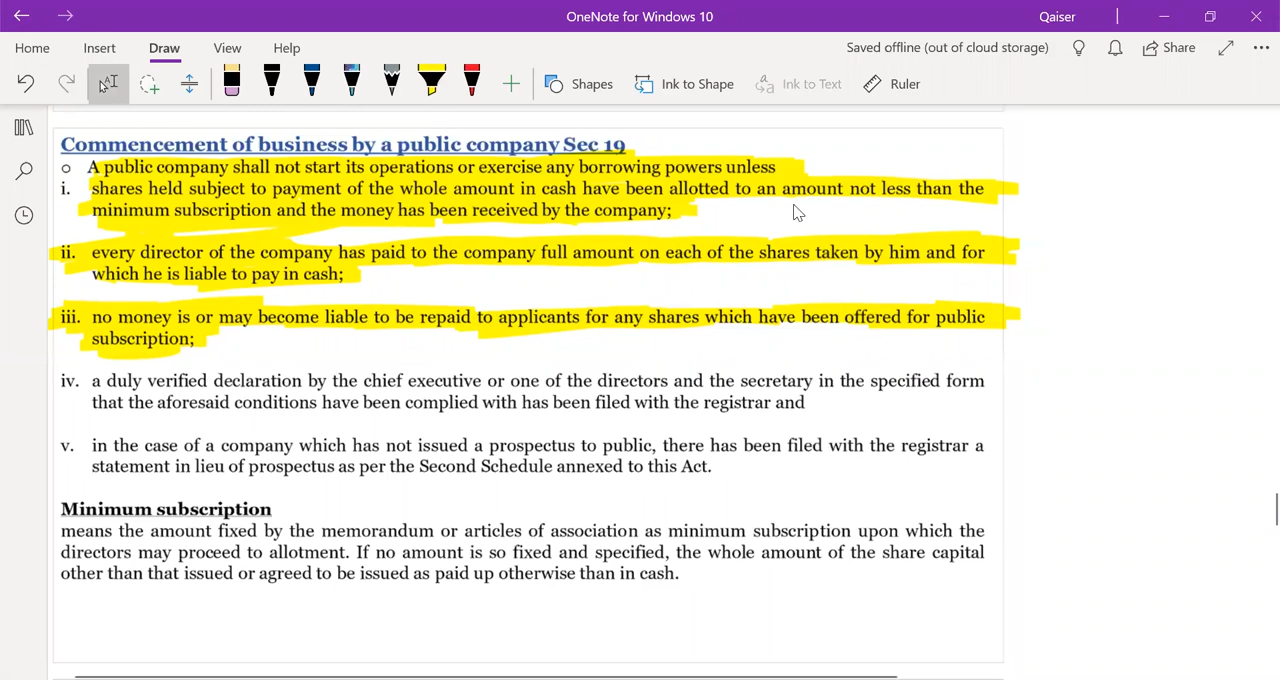 OneNote for Windows 10
Qaiser
Home Insert Draw View Help
Saved offline (out of cloud storage) Share
Shapes Ink to Shape Ink to Text Ruler
Commencement of business by a public company Sec 19
o A public company shall not start its operations or exercise any borrowing powers unless
i. shares held subject to payment of the whole amount in cash have been allotted to an amount not less than the
minimum subscription and the money has been received by the company;
ii. every director of the company has paid to the company full amount on each of the shares taken by him and for
which he is liable to pay in cash;
iii. no money is or may become liable to be repaid to applicants for any shares which have been offered for public
subscription;
iv. a duly verified declaration by the chief executive or one of the directors and the secretary in the specified form
that the aforesaid conditions have been complied with has been filed with the registrar and
v. in the case of a company which has not issued a prospectus to public, there has been filed with the registrar a
statement in lieu of prospectus as per the Second Schedule annexed to this Act.
Minimum subscription
means the amount fixed by the memorandum or articles of association as minimum subscription upon which the
directors may proceed to allotment. If no amount is so fixed and specified, the whole amount of the share capital
other than that issued or agreed to be issued as paid up otherwise than in cash.